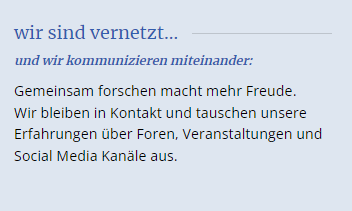 wir sind vernetzt...
und wir kommunizieren miteinander:
Gemeinsam forschen macht mehr Freude.
Wir bleiben in Kontakt und tauschen unsere
Erfahrungen über Foren, Veranstaltungen und
Social Media Kanäle aus.